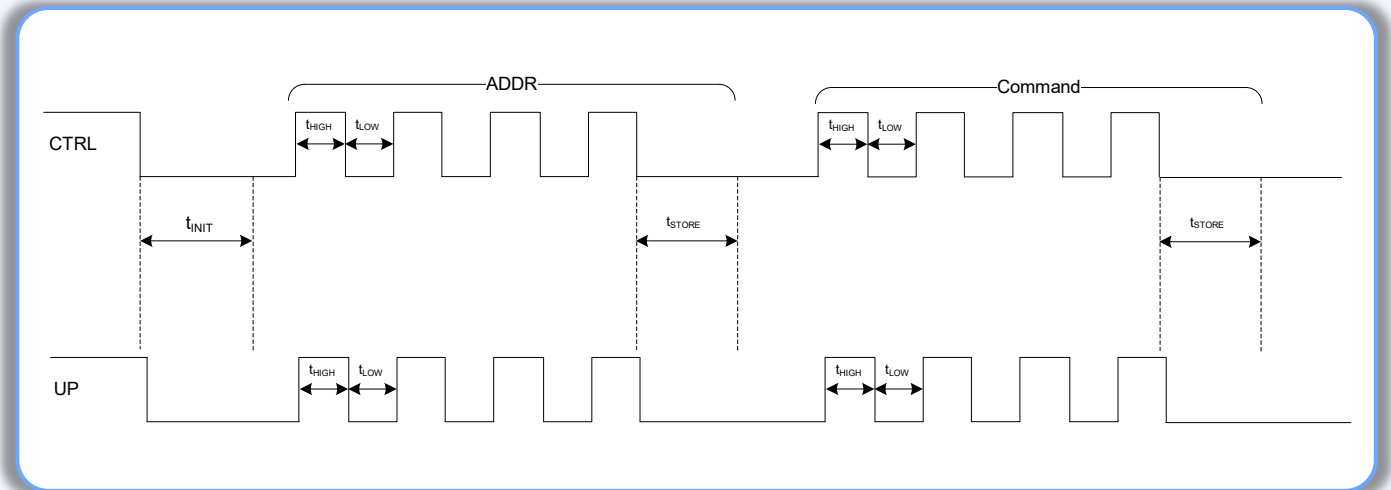 ADDR
Command
CTRL
tHIGH
tLOW
tHIGH
tLOW
tINIT
tSTORE
tSTORE
UP
tHIGH
tLOW
tHIGH
tLOW